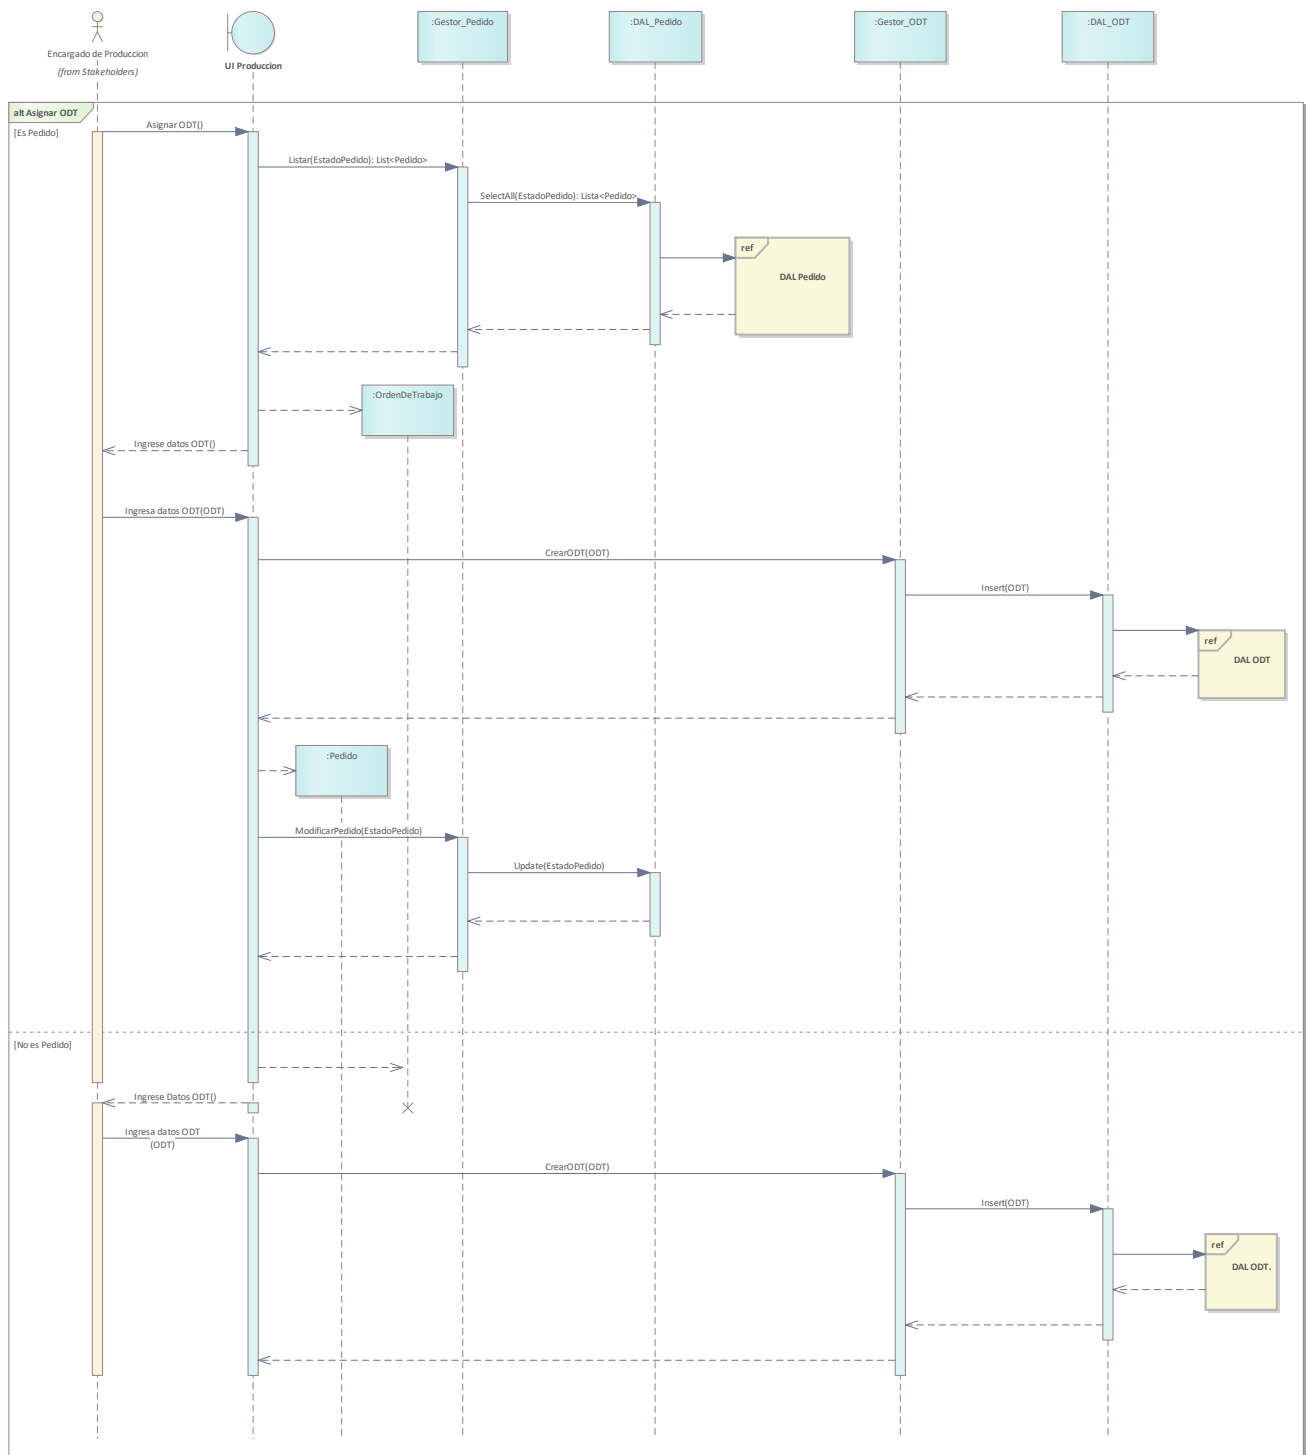 :Gestor_Pedido
:DAL_Pedido
:Gestor_ODT
:DAL_ODT
Encargado de Produccion
(from Stakeholders)
UI Produccion
alt Asignar ODT
[Es Pedido]
Asignar ODT()
Listar(EstadoPedido): List<Pedido>
SelectAll(EstadoPedido): Lista<Pedido>
ref
DAL Pedido
:OrdenDeTrabajo
Ingrese datos ODT()
Ingresa datos ODT(ODT)
CrearODT(ODT)
Insert(ODT)
ref
DAL ODT
:Pedido
ModificarPedido(EstadoPedido)
Update(EstadoPedido)
[No es Pedido]
Ingrese Datos ODT()
Ingresa datos ODT
(ODT)
CrearODT(ODT)
Insert(ODT)
ref
DAL ODT.